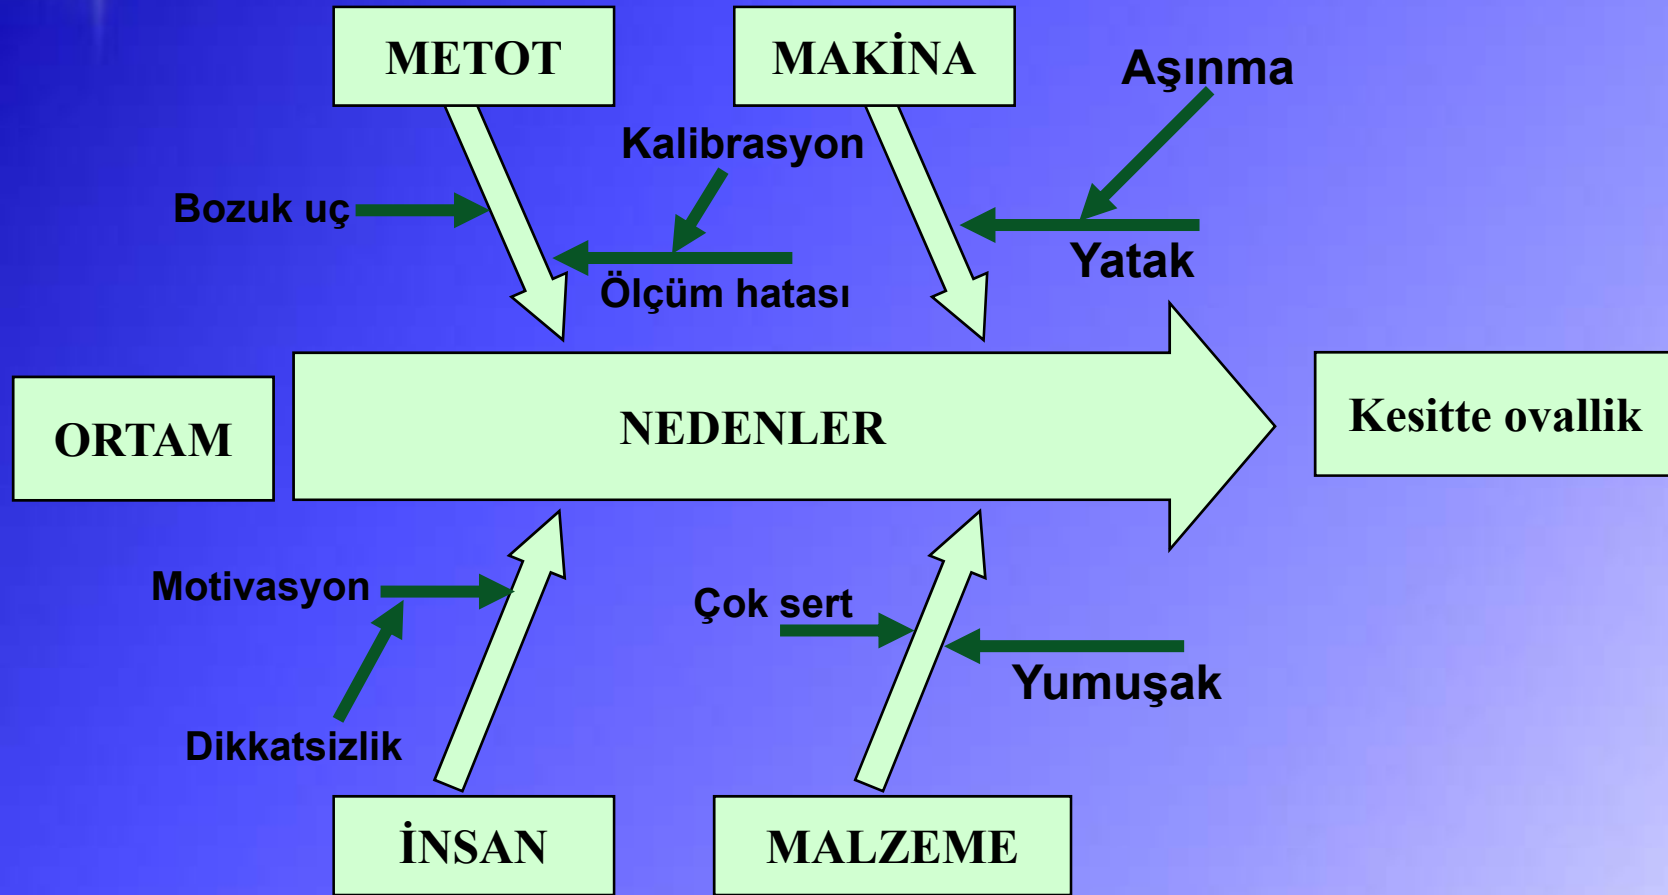 METOT
MAKİNA
Aşınma
Kalibrasyon
Bozuk uç
Yatak
Ölçüm hatası
ORTAM
NEDENLER
Kesitte ovallik
Motivasyon
Çok sert
Yumuşak
Dikkatsizlik
İNSAN
MALZEME